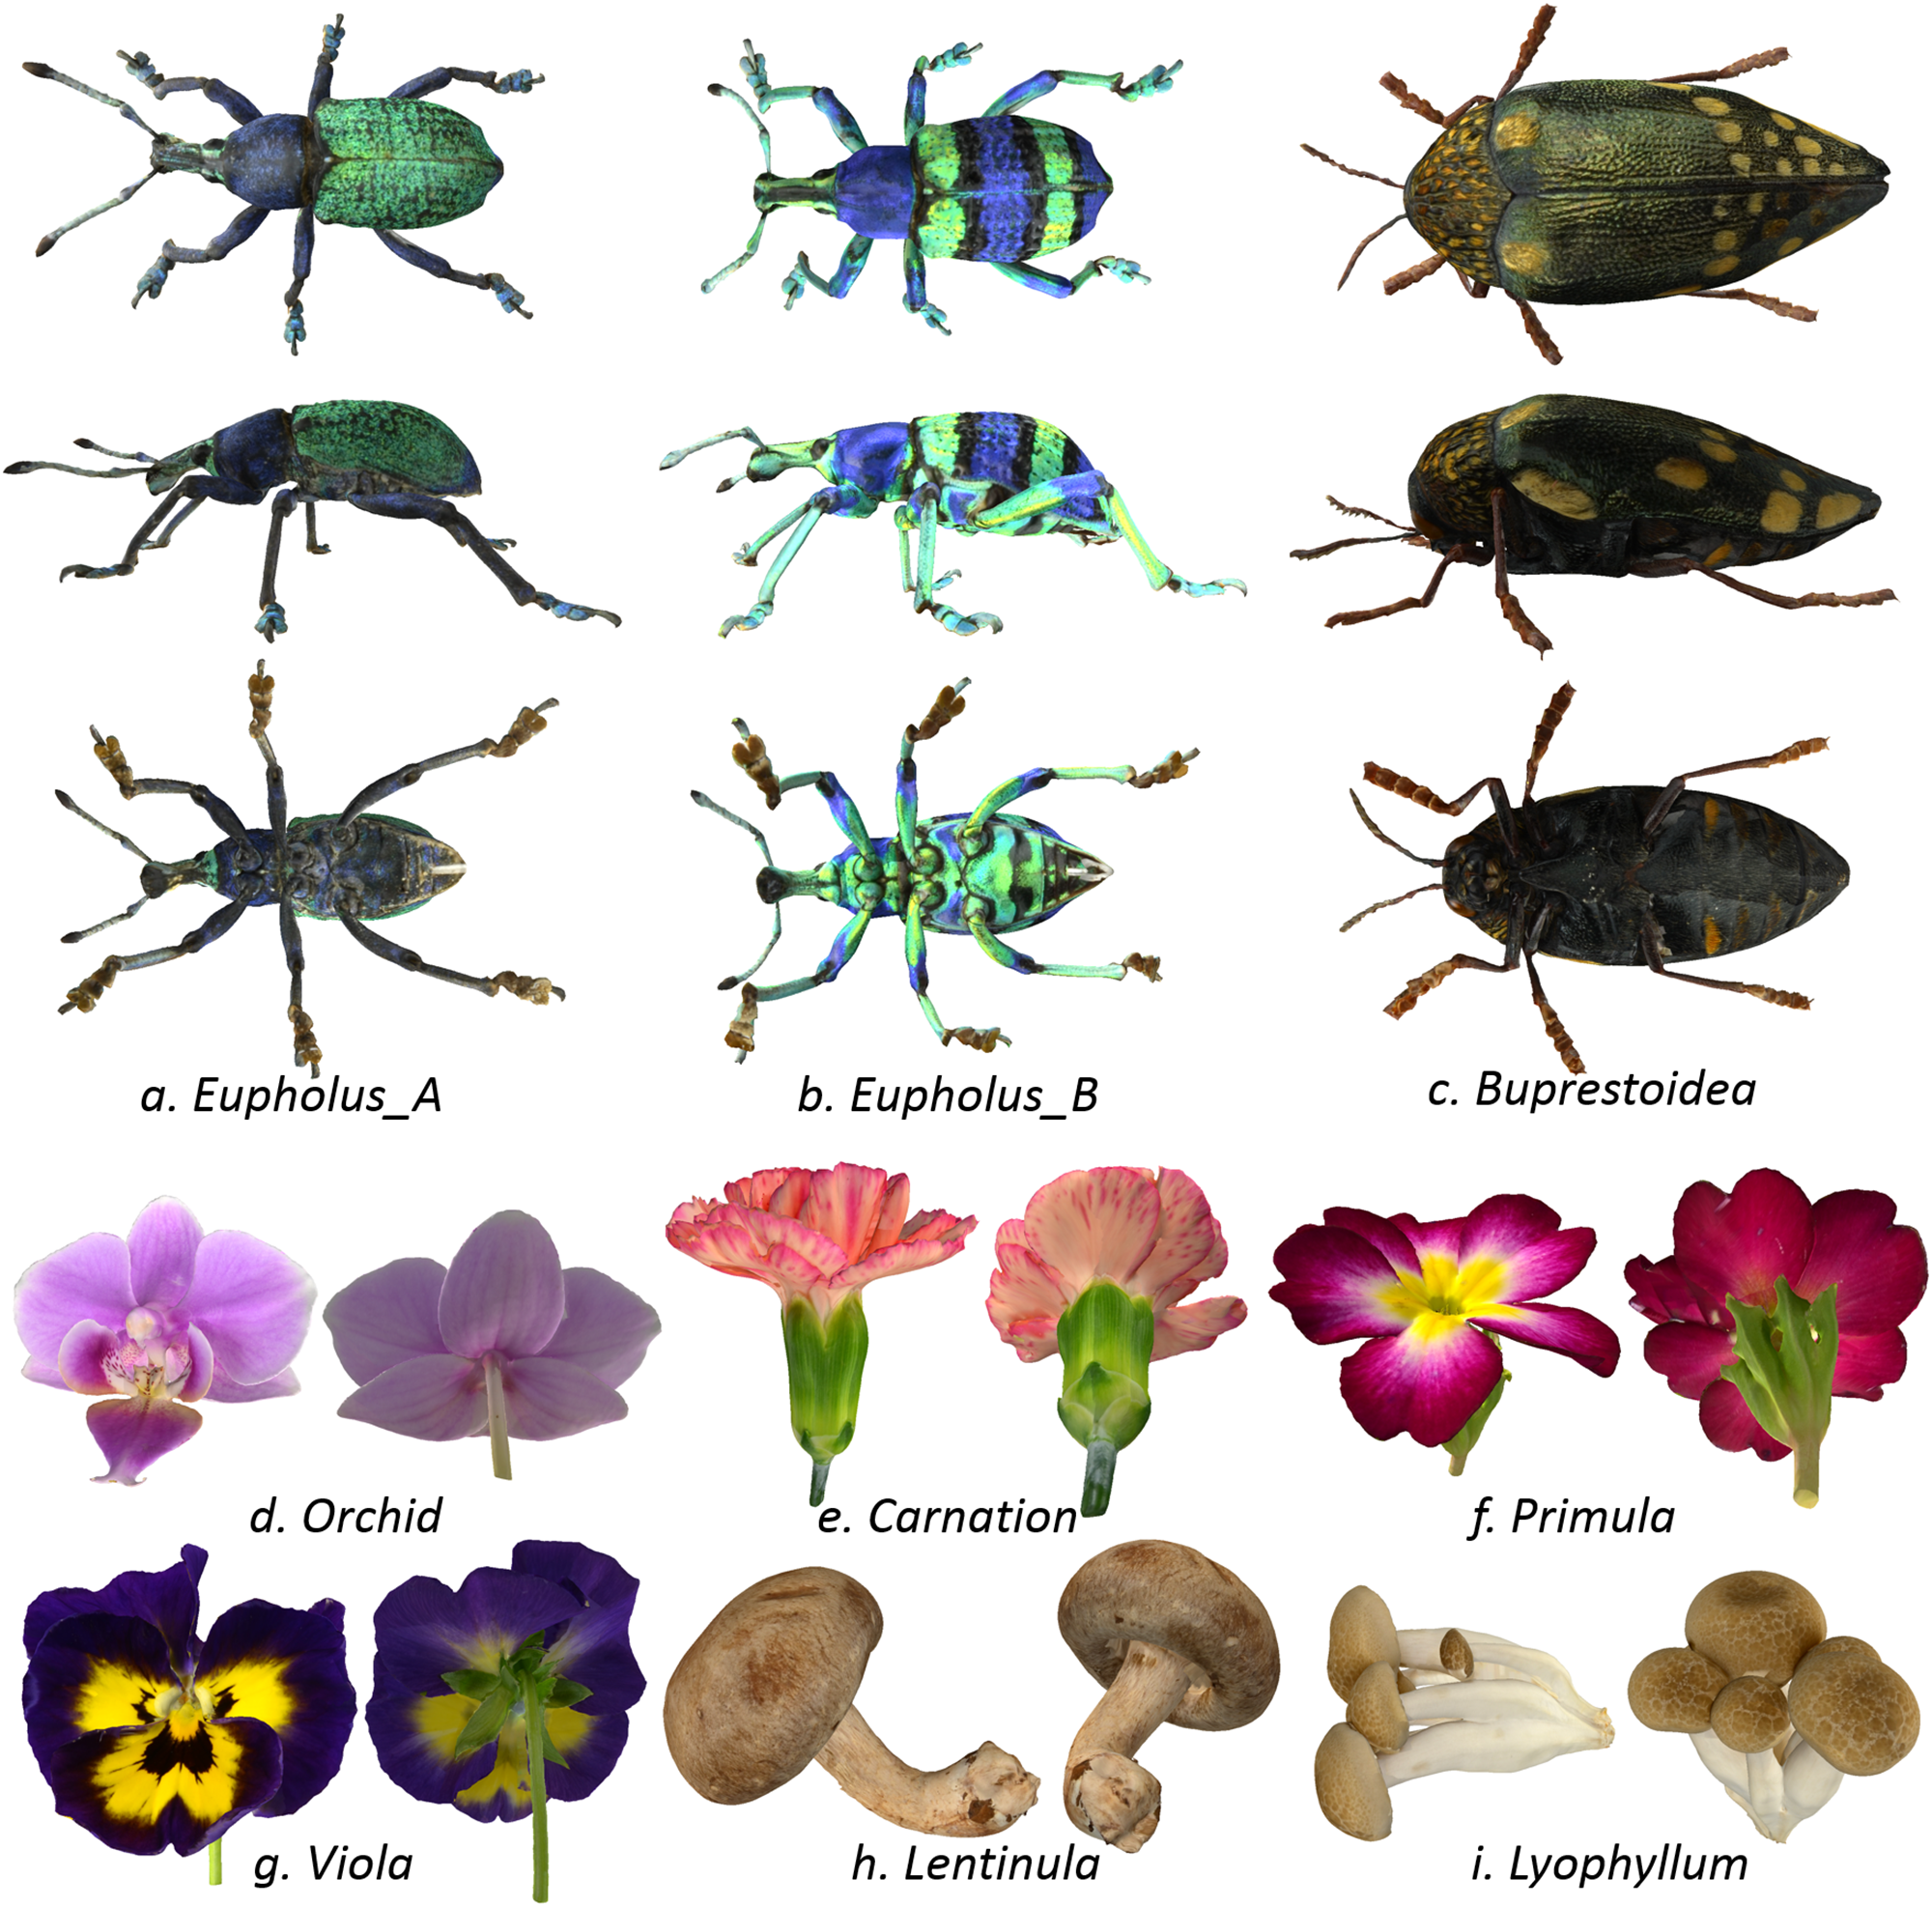 a. Eupholus_A
b. Eupholus_B
c. Buprestoidea
d. Orchid
e. Carnation
f. Primula
g. Viola
h. Lentinula
i. Lyophyllum